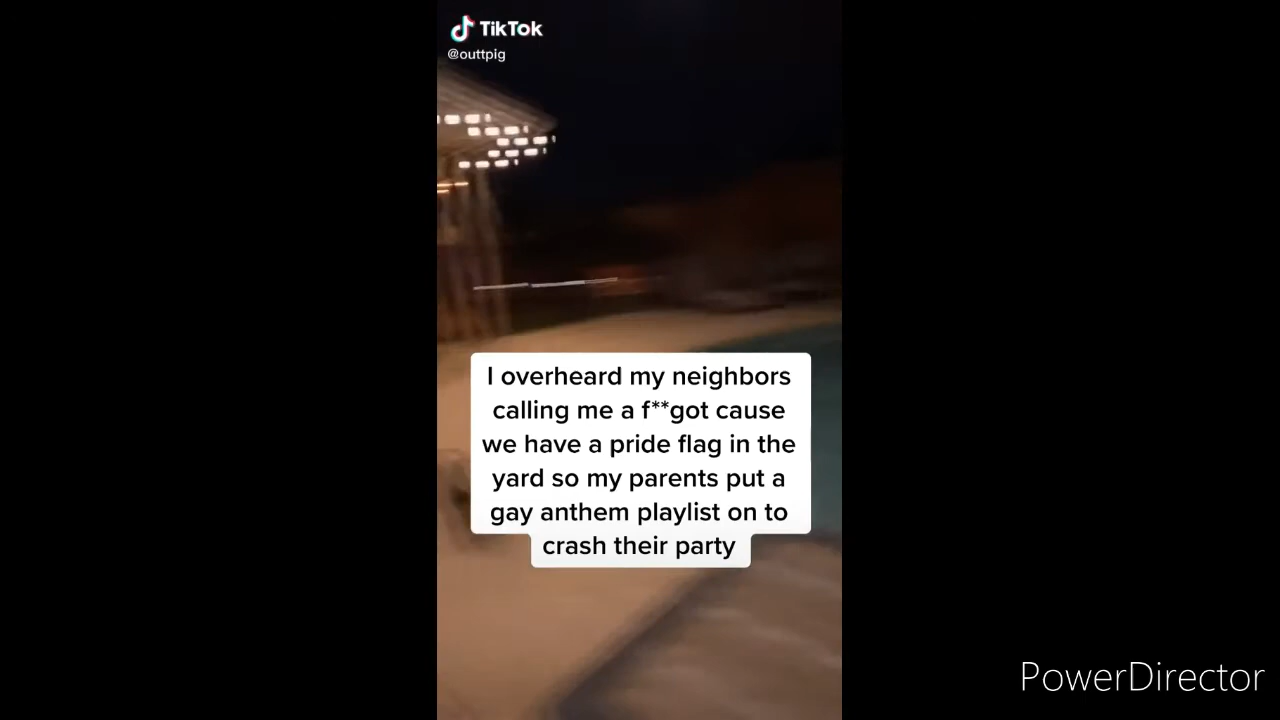 TikTok
@outtpig
I overheard my neighbors
calling me a f**got cause
we have a pride flag in the
yard so my parents put a
gay anthem playlist on to
crash their party
PowerDirector